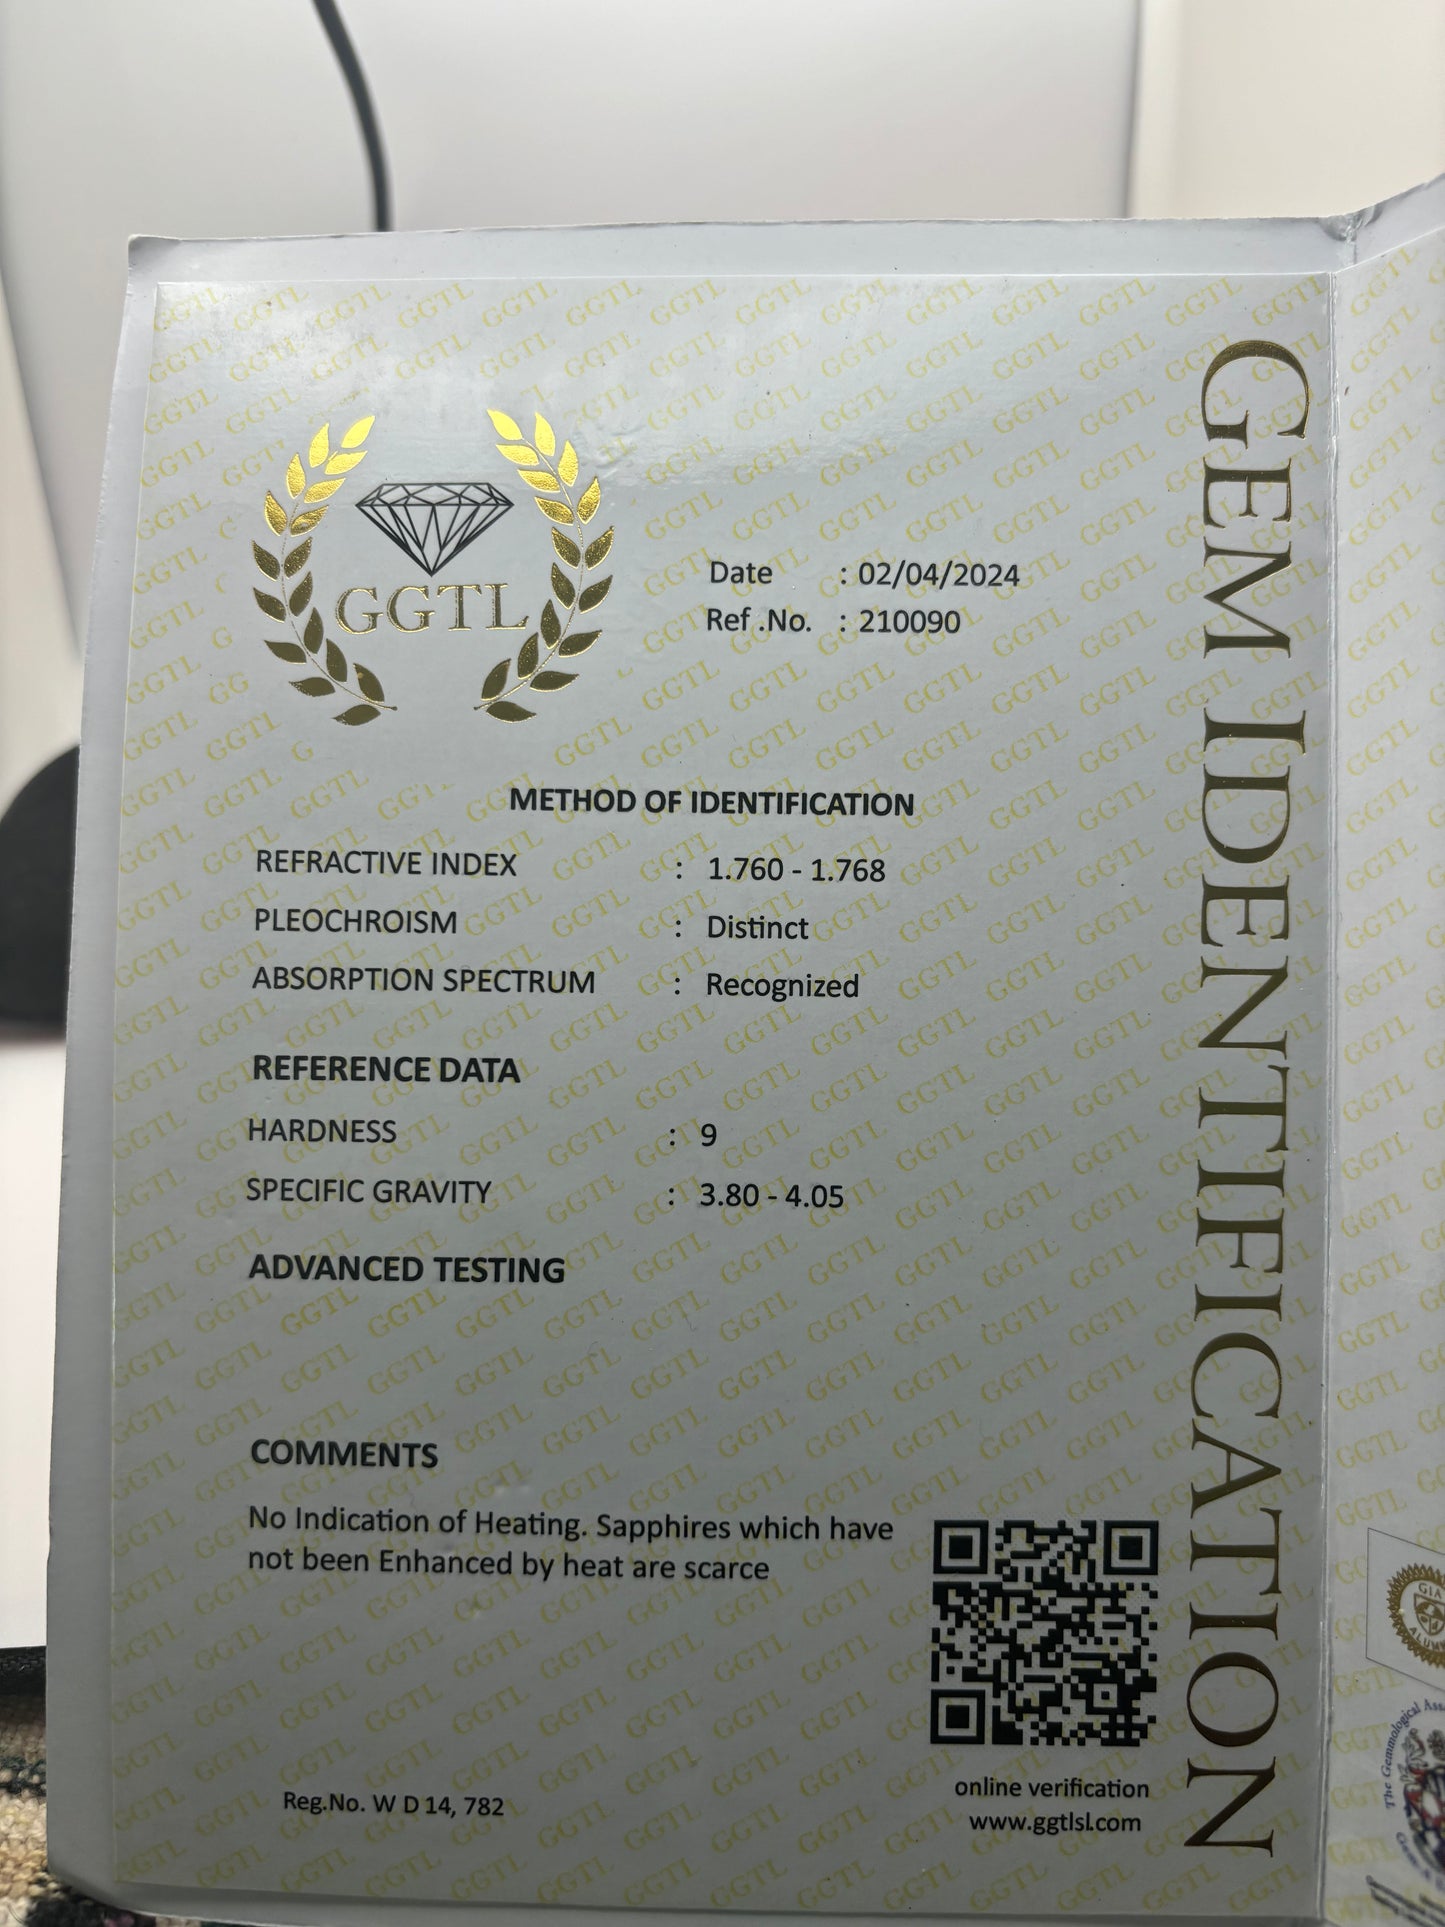 GGTL
Date : 02/04/2024
Ref .No. : 210090
METHOD OF IDENTIFICATION
REFRACTIVE INDEX : 1.760 - 1.768
PLEOCHROISM : Distinct
ABSORPTION SPECTRUM : Recognized
REFERENCE DATA
HARDNESS : 9
SPECIFIC GRAVITY : 3.80 - 4.05
ADVANCED TESTING
COMMENTS
No Indication of Heating. Sapphires which have
not been Enhanced by heat are scarce
Reg.No. W D 14, 782
online verification
www.ggtlsl.com
GEM IDENTIFICATION
GIA
The Gemmological